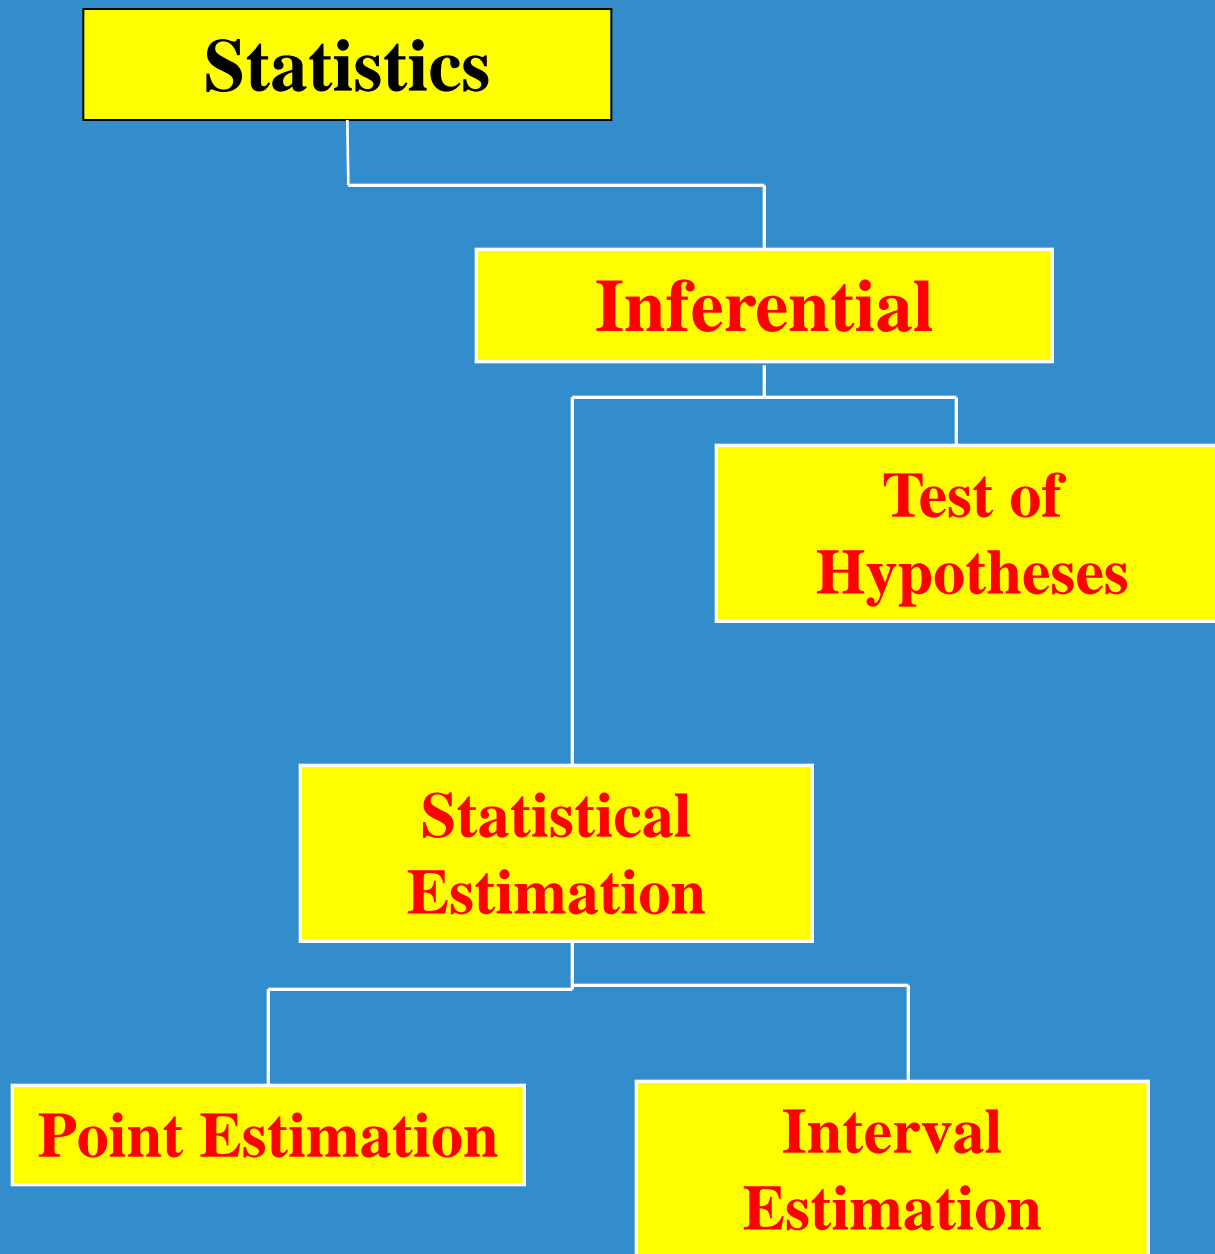 Statistics
Inferential
Test of
Hypotheses
Statistical
Estimation
Point Estimation
Interval
Estimation